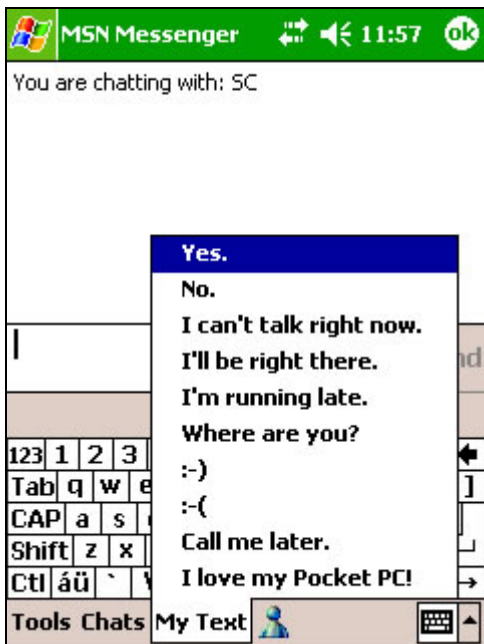 MSN Messenger 11:57 ok
You are chatting with: SC
Yes.
No.
I can't talk right now.
I'll be right there.
I'm running late.
Where are you?
:-)
:-(
Call me later.
I love my Pocket PC!
nd
123 1 2 3
Tab q w e ]
CAP a s
Shift z x
Ctl áü `
Tools Chats My Text